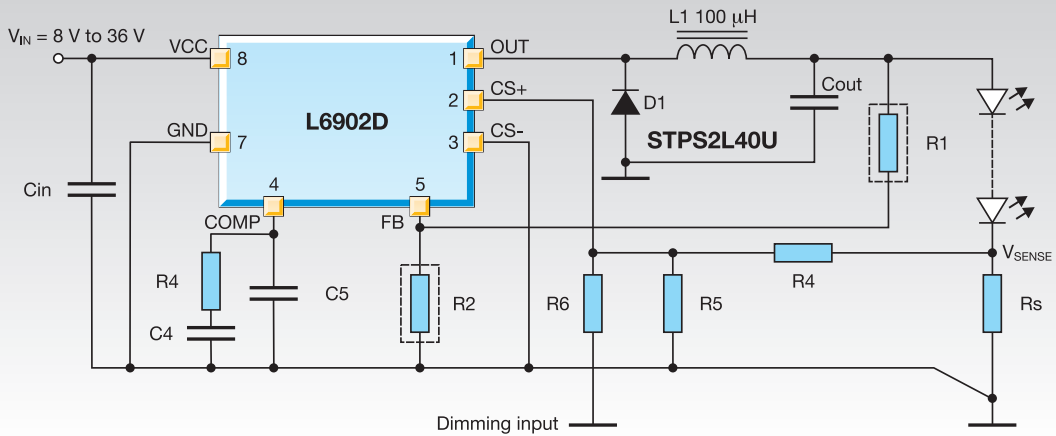 L1 100 µH
V_IN = 8 V to 36 V
VCC
8
1
OUT
CS+
2
D1
Cout
L6902D
GND
7
3
CS-
STPS2L40U
R1
Cin
4
5
COMP
FB
V_SENSE
R4
C5
R2
R6
R5
R4
Rs
C4
Dimming input